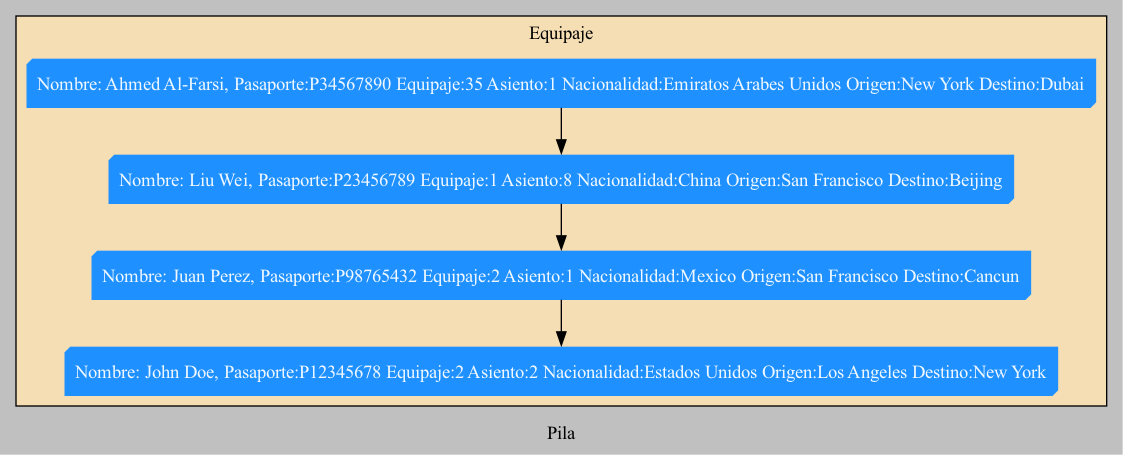 Equipaje
Nombre: Ahmed Al-Farsi, Pasaporte:P34567890 Equipaje:35 Asiento:1 Nacionalidad:Emiratos Arabes Unidos Origen:New York Destino:Dubai
Nombre: Liu Wei, Pasaporte:P23456789 Equipaje:1 Asiento:8 Nacionalidad:China Origen:San Francisco Destino:Beijing
Nombre: Juan Perez, Pasaporte:P98765432 Equipaje:2 Asiento:1 Nacionalidad:Mexico Origen:San Francisco Destino:Cancun
Nombre: John Doe, Pasaporte:P12345678 Equipaje:2 Asiento:2 Nacionalidad:Estados Unidos Origen:Los Angeles Destino:New York
Pila